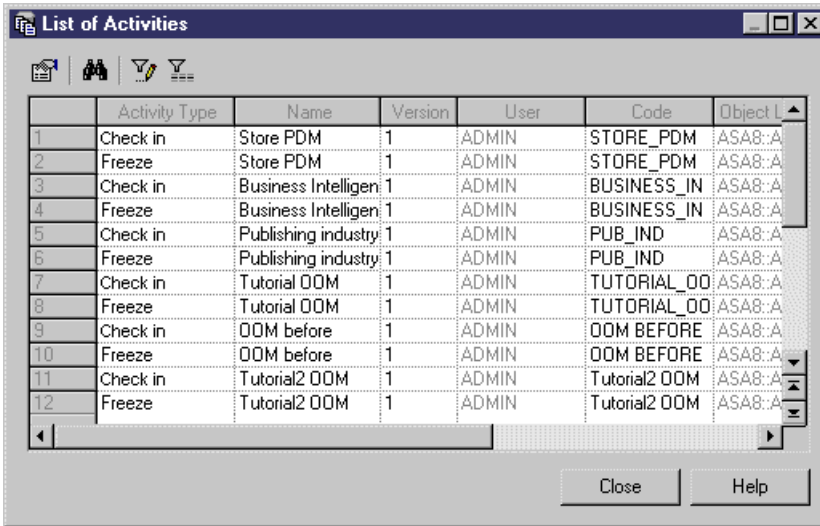 List of Activities
Activity Type Name Version User Code Object L
1 Check in Store PDM 1 ADMIN STORE_PDM ASA8::A
2 Freeze Store PDM 1 ADMIN STORE_PDM ASA8::A
3 Check in Business Intelligen 1 ADMIN BUSINESS_IN ASA8::A
4 Freeze Business Intelligen 1 ADMIN BUSINESS_IN ASA8::A
5 Check in Publishing industry 1 ADMIN PUB_IND ASA8::A
6 Freeze Publishing industry 1 ADMIN PUB_IND ASA8::A
7 Check in Tutorial OOM 1 ADMIN TUTORIAL_OO ASA8::A
8 Freeze Tutorial OOM 1 ADMIN TUTORIAL_OO ASA8::A
9 Check in OOM before 1 ADMIN OOM BEFORE ASA8::A
10 Freeze OOM before 1 ADMIN OOM BEFORE ASA8::A
11 Check in Tutorial2 OOM 1 ADMIN Tutorial2 OOM ASA8::A
12 Freeze Tutorial2 OOM 1 ADMIN Tutorial2 OOM ASA8::A
Close Help